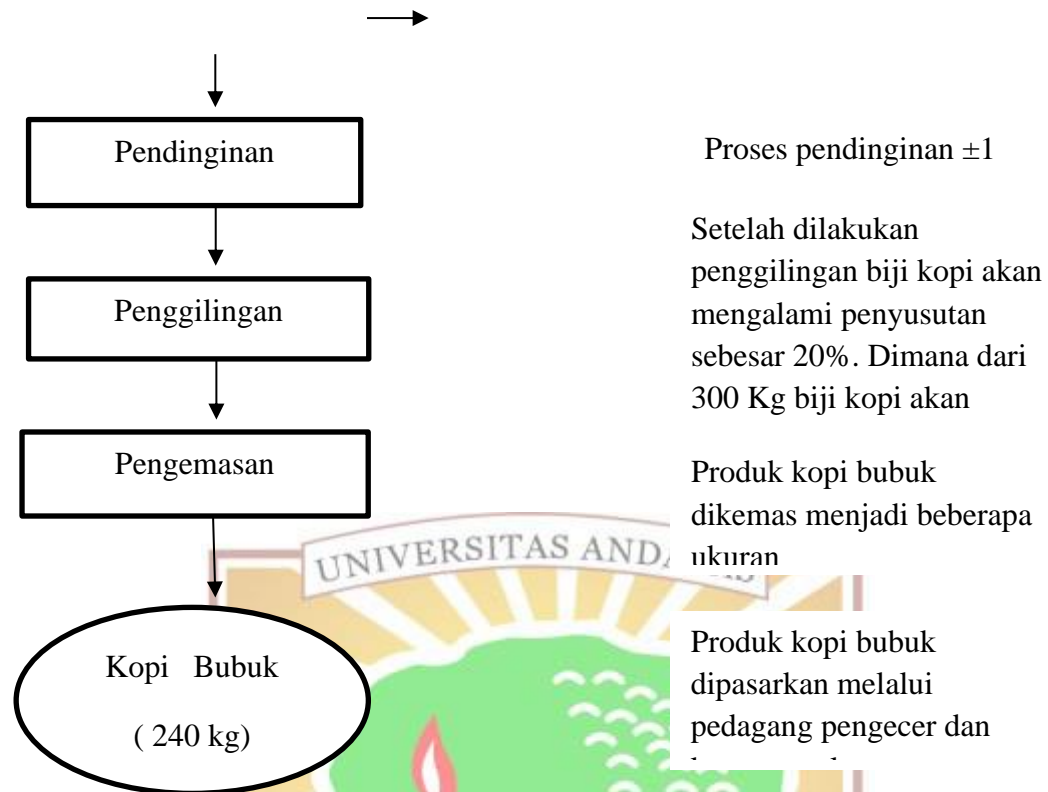 Pendinginan
Proses pendinginan ±1
Penggilingan
Setelah dilakukan
penggilingan biji kopi akan
mengalami penyusutan
sebesar 20%. Dimana dari
300 Kg biji kopi akan
Pengemasan
Produk kopi bubuk
dikemas menjadi beberapa
ukuran
UNIVERSITAS
Kopi Bubuk
( 240 kg)
Produk kopi bubuk
dipasarkan melalui
pedagang pengecer dan